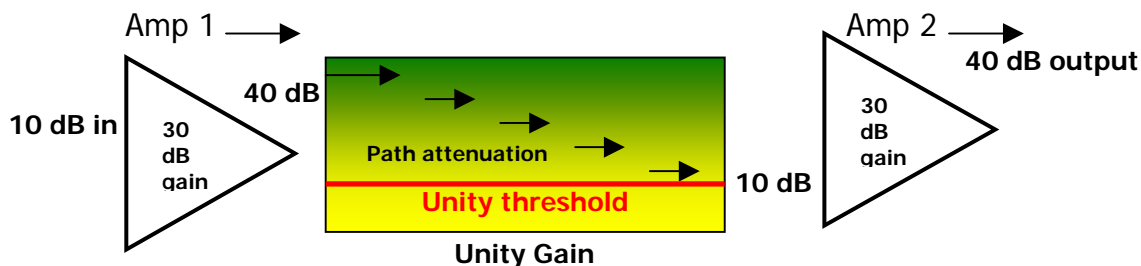 Amp 1
10 dB in
30
dB
gain
40 dB
Path attenuation
Unity threshold
Unity Gain
10 dB
Amp 2
30
dB
gain
40 dB output